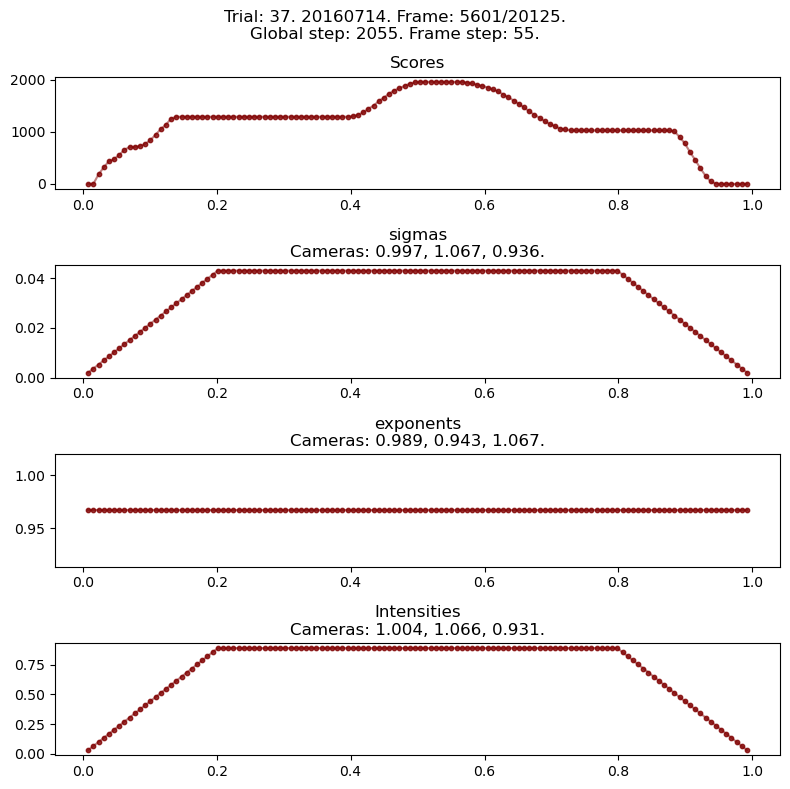 Trial: 37. 20160714. Frame: 5601/20125.
Global step: 2055. Frame step: 55.
Scores
2000
1000
0
0.0 0.2 0.4 0.6 0.8 1.0
sigmas
Cameras: 0.997, 1.067, 0.936.
0.04
0.02
0.00
0.0 0.2 0.4 0.6 0.8 1.0
exponents
Cameras: 0.989, 0.943, 1.067.
1.00
0.95
0.0 0.2 0.4 0.6 0.8 1.0
Intensities
Cameras: 1.004, 1.066, 0.931.
0.75
0.50
0.25
0.00
0.0 0.2 0.4 0.6 0.8 1.0